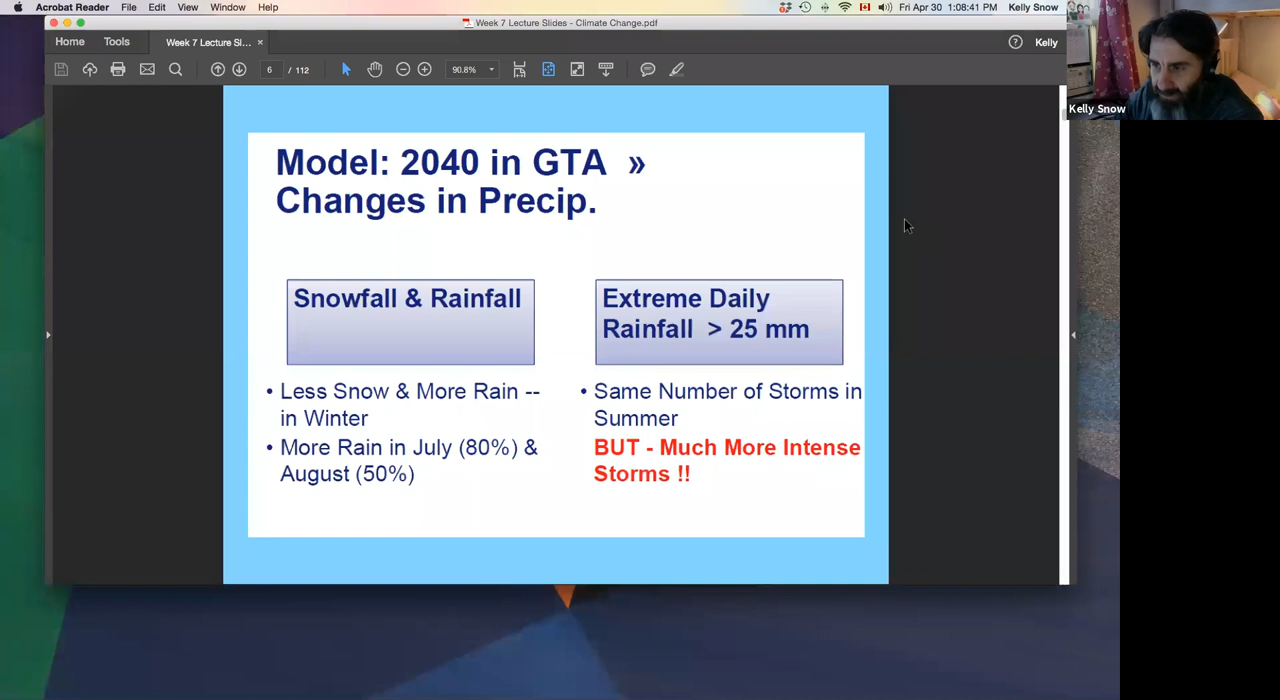 Acrobat Reader File Edit View Window Help Fri Apr 30 1:08:41 PM Kelly Snow
Week 7 Lecture Slides - Climate Change.pdf
Home Tools Week 7 Lecture Sl... × Kelly
6 / 112 90.8%
Kelly Snow
Model: 2040 in GTA »
Changes in Precip.
Snowfall & Rainfall
• Less Snow & More Rain --
in Winter
• More Rain in July (80%) &
August (50%)
Extreme Daily
Rainfall > 25 mm
• Same Number of Storms in
Summer
BUT - Much More Intense
Storms !!